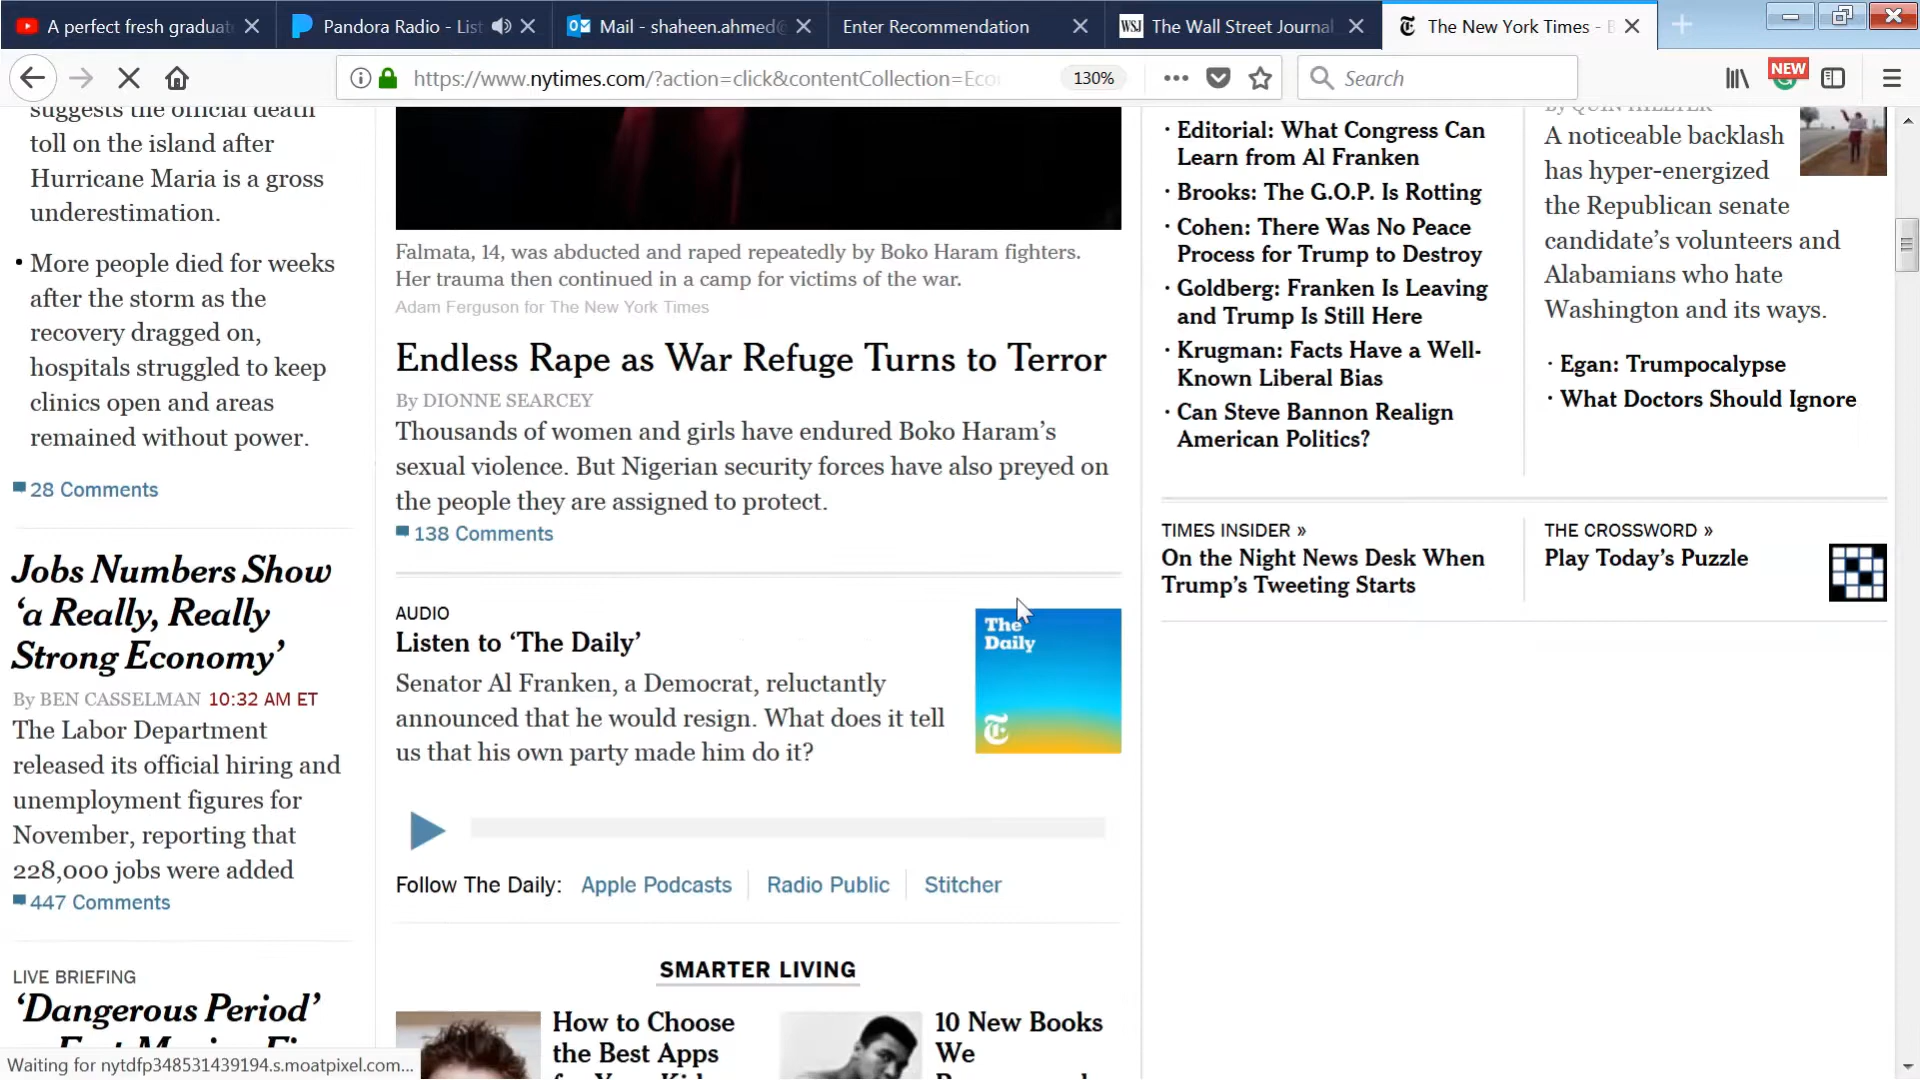 A perfect fresh graduat
Pandora Radio - List
Mail - shaheen.ahmed@
Enter Recommendation
WSJ
The Wall Street Journal
The New York Times - B
https://www.nytimes.com/?action=click&contentCollection=Eco
130%
Search
NEW
suggests the official death
toll on the island after
Hurricane Maria is a gross
underestimation.
• More people died for weeks
after the storm as the
recovery dragged on,
hospitals struggled to keep
clinics open and areas
remained without power.
28 Comments
Jobs Numbers Show
‘a Really, Really
Strong Economy’
By BEN CASSELMAN 10:32 AM ET
The Labor Department
released its official hiring and
unemployment figures for
November, reporting that
228,000 jobs were added
447 Comments
LIVE BRIEFING
‘Dangerous Period’
Waiting for nytdfp348531439194.s.moatpixel.com...
Falmata, 14, was abducted and raped repeatedly by Boko Haram fighters.
Her trauma then continued in a camp for victims of the war.
Adam Ferguson for The New York Times
Endless Rape as War Refuge Turns to Terror
By DIONNE SEARCEY
Thousands of women and girls have endured Boko Haram’s
sexual violence. But Nigerian security forces have also preyed on
the people they are assigned to protect.
138 Comments
AUDIO
Listen to ‘The Daily’
Senator Al Franken, a Democrat, reluctantly
announced that he would resign. What does it tell
us that his own party made him do it?
The
Daily
Follow The Daily: Apple Podcasts Radio Public Stitcher
SMARTER LIVING
How to Choose
the Best Apps
10 New Books
We
· Editorial: What Congress Can
Learn from Al Franken
· Brooks: The G.O.P. Is Rotting
· Cohen: There Was No Peace
Process for Trump to Destroy
· Goldberg: Franken Is Leaving
and Trump Is Still Here
· Krugman: Facts Have a Well-
Known Liberal Bias
· Can Steve Bannon Realign
American Politics?
A noticeable backlash
has hyper-energized
the Republican senate
candidate’s volunteers and
Alabamians who hate
Washington and its ways.
· Egan: Trumpocalypse
· What Doctors Should Ignore
TIMES INSIDER »
On the Night News Desk When
Trump’s Tweeting Starts
THE CROSSWORD »
Play Today’s Puzzle